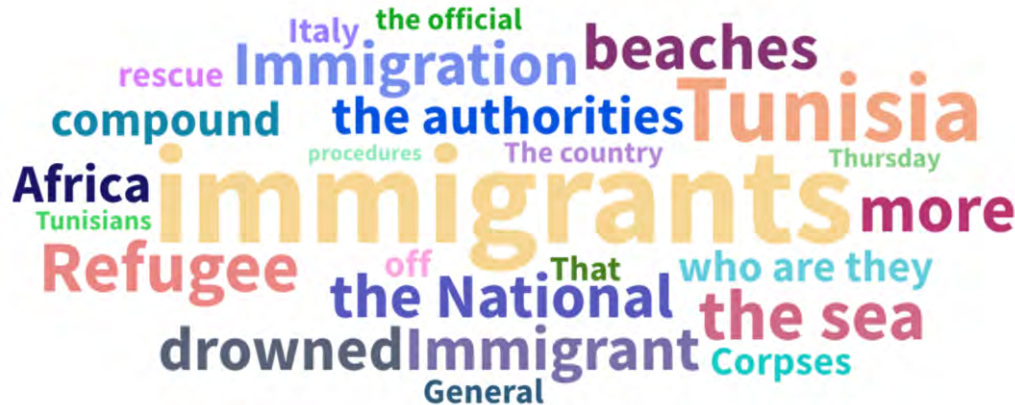 the official
Italy
beaches
rescue
Immigration
Tunisia
compound
the authorities
procedures
The country
Thursday
Africa
immigrants
more
Tunisians
Refugee
off
That
who are they
the National
the sea
drowned
Immigrant
Corpses
General